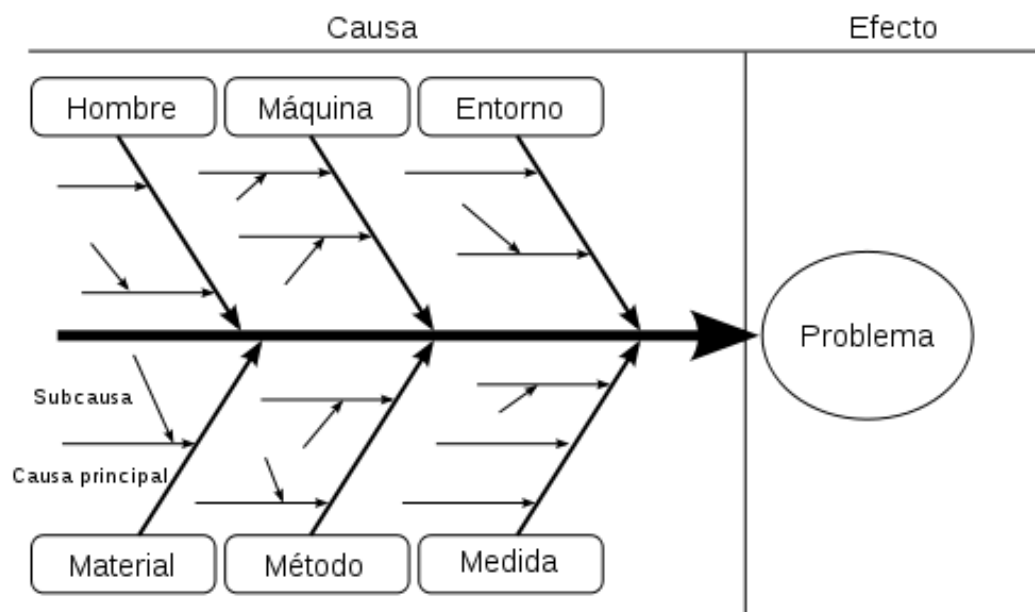 Causa
Efecto
Hombre
Máquina
Entorno
Problema
Subcausa
Causa principal
Material
Método
Medida